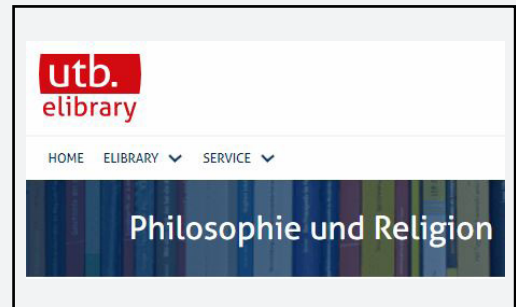 utb.
elibrary
HOME ELIBRARY SERVICE
Philosophie und Religion